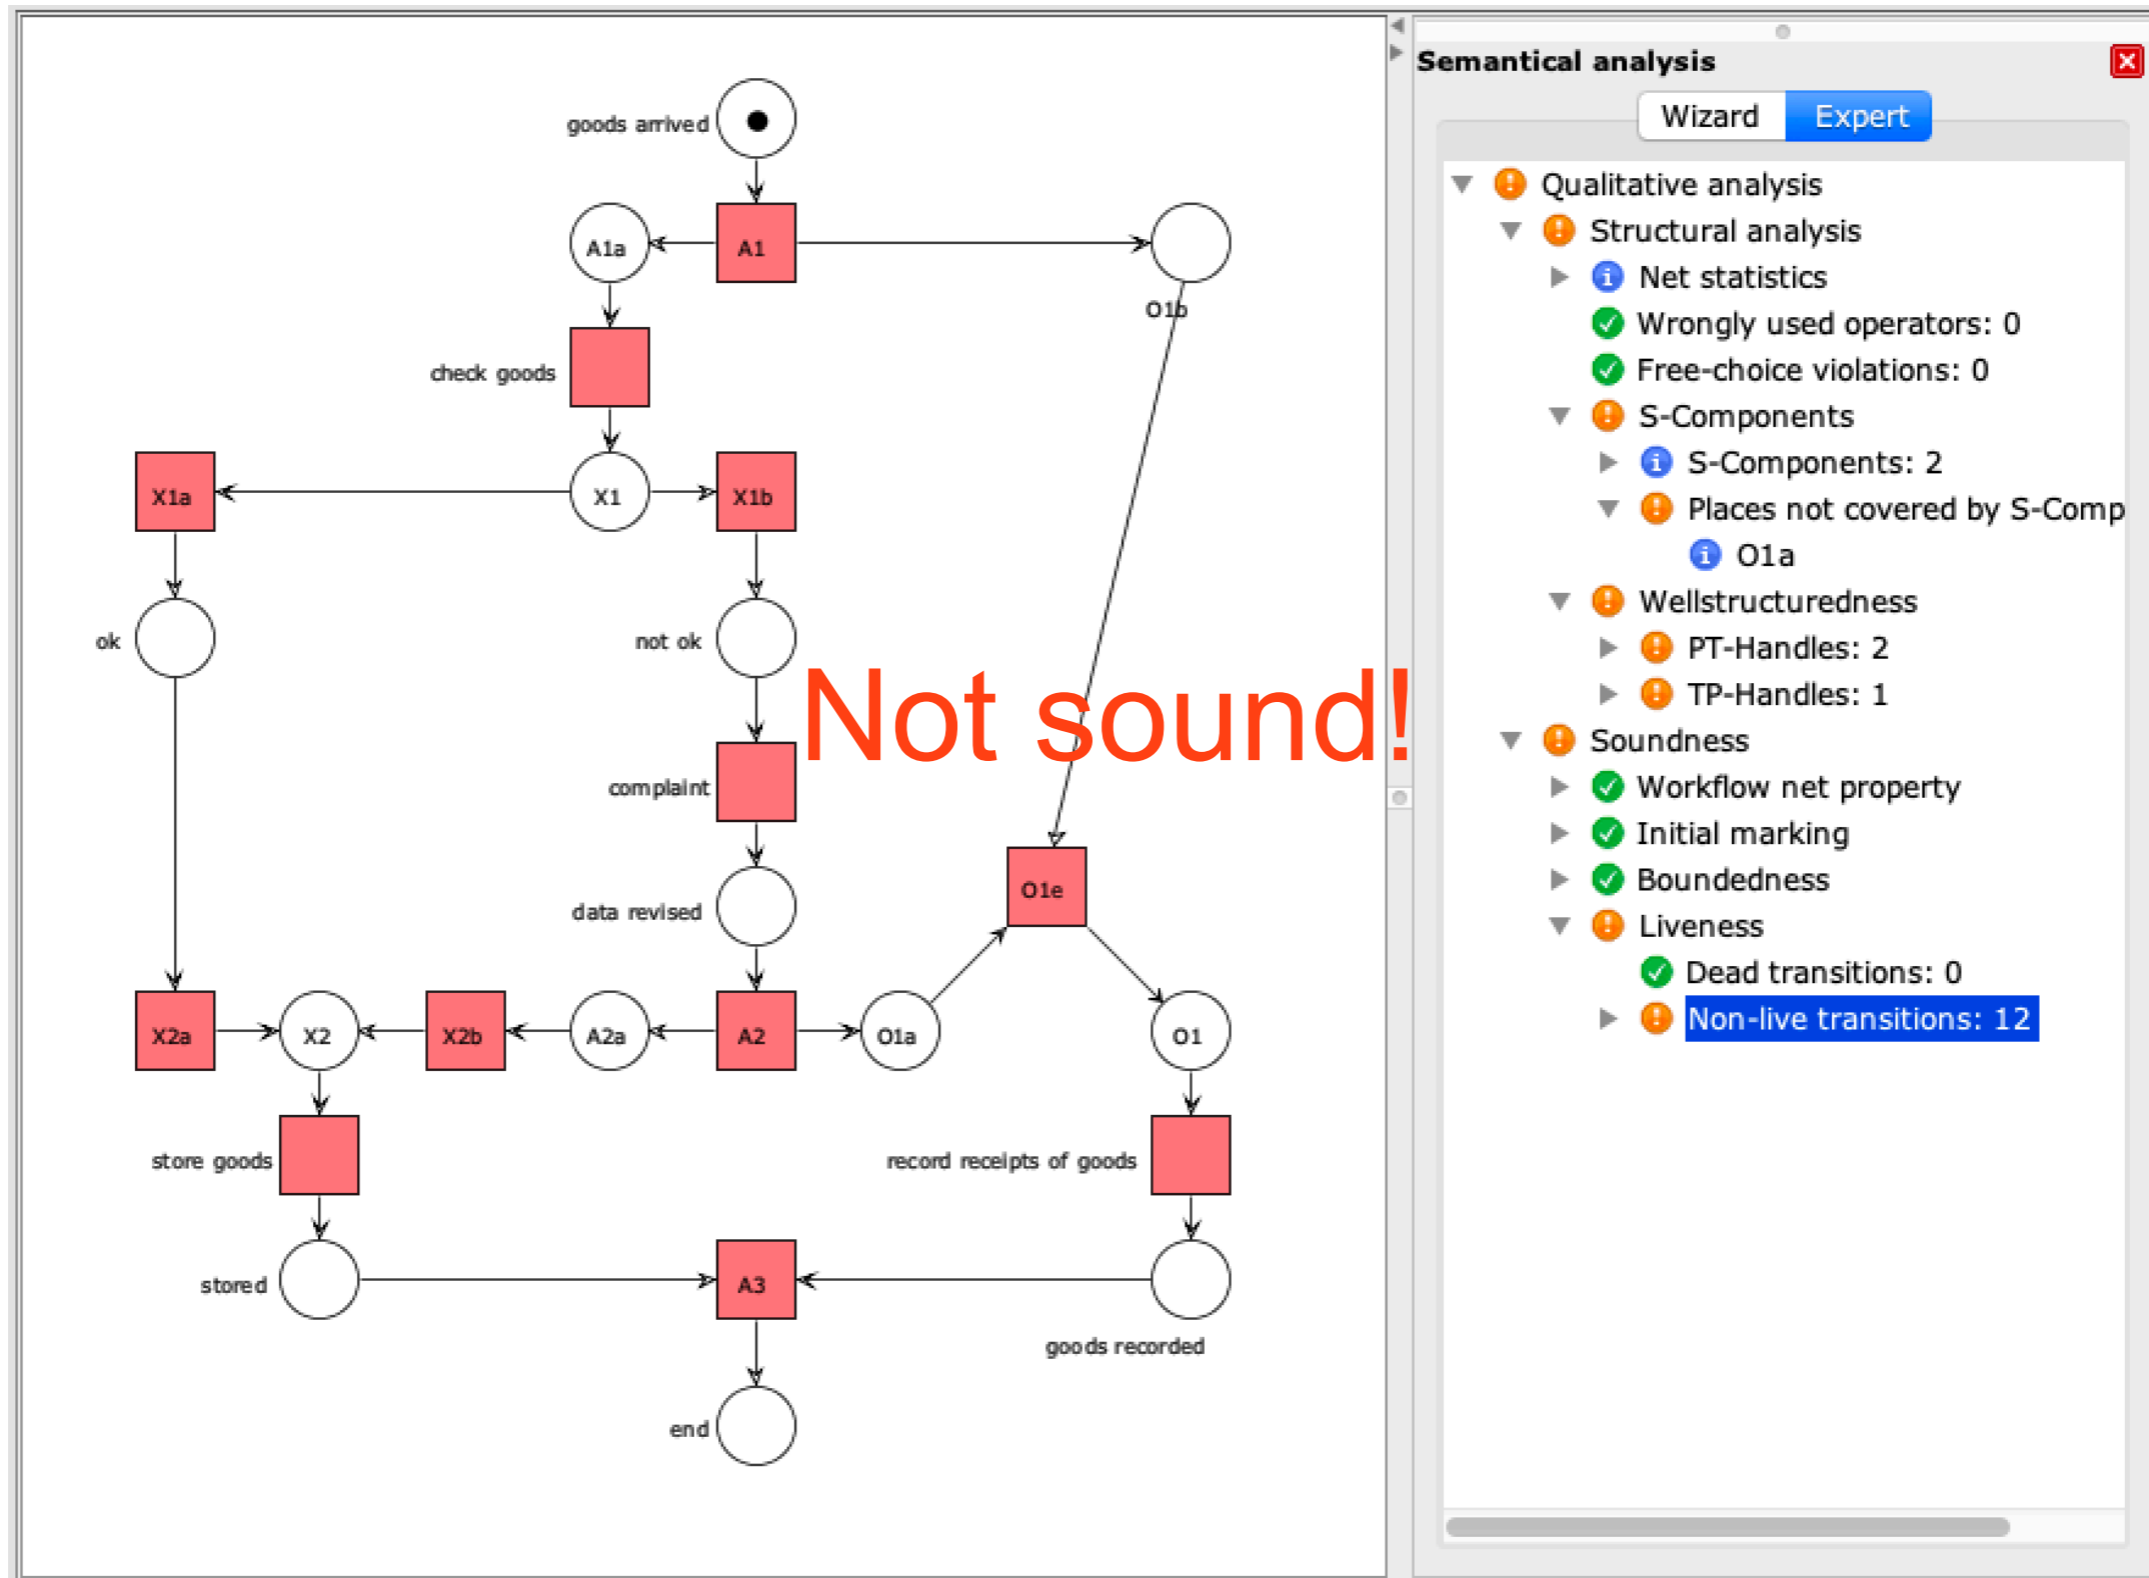 Semantical analysis
Wizard Expert
goods arrived
A1a
A1
O1b
check goods
X1a
X1
X1b
ok
not ok
Not sound!
complaint
O1e
data revised
X2a
X2
X2b
A2a
A2
O1a
O1
store goods
record receipts of goods
stored
A3
goods recorded
end
Qualitative analysis
Structural analysis
Net statistics
Wrongly used operators: 0
Free-choice violations: 0
S-Components
S-Components: 2
Places not covered by S-Comp
O1a
Wellstructuredness
PT-Handles: 2
TP-Handles: 1
Soundness
Workflow net property
Initial marking
Boundedness
Liveness
Dead transitions: 0
Non-live transitions: 12